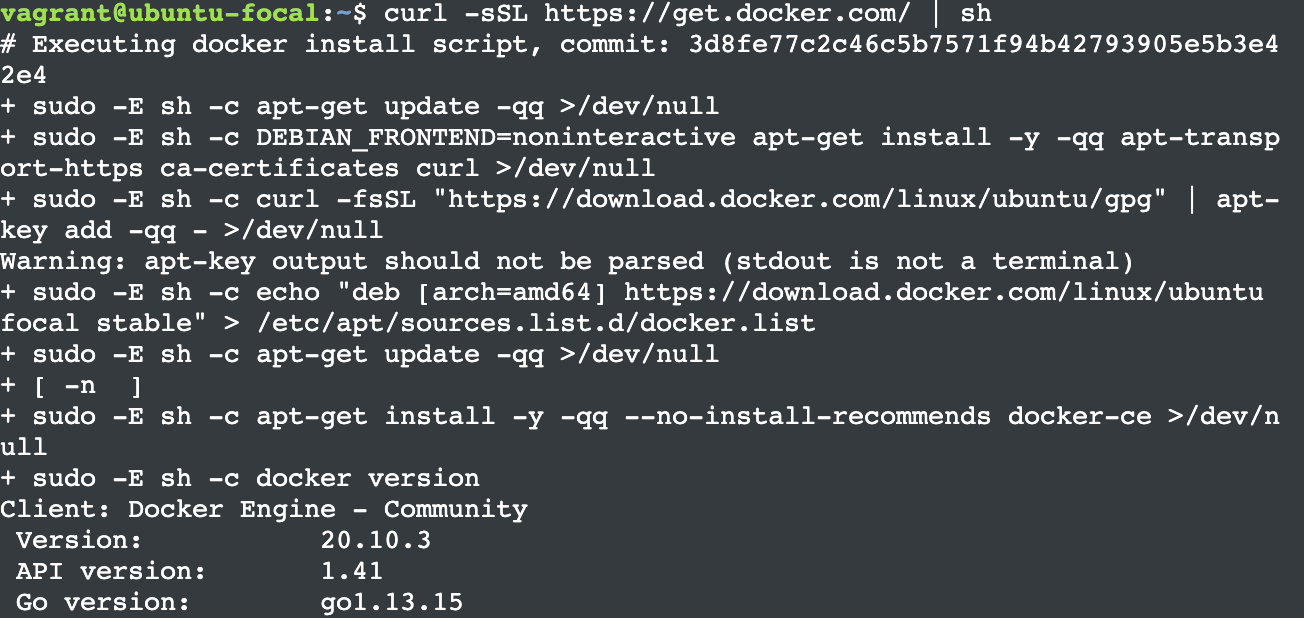 vagrant@ubuntu-focal:~$ curl -sSL https://get.docker.com/ | sh
# Executing docker install script, commit: 3d8fe77c2c46c5b7571f94b42793905e5b3e4
2e4
+ sudo -E sh -c apt-get update -qq >/dev/null
+ sudo -E sh -c DEBIAN_FRONTEND=noninteractive apt-get install -y -qq apt-transp
ort-https ca-certificates curl >/dev/null
+ sudo -E sh -c curl -fsSL "https://download.docker.com/linux/ubuntu/gpg" | apt-
key add -qq - >/dev/null
Warning: apt-key output should not be parsed (stdout is not a terminal)
+ sudo -E sh -c echo "deb [arch=amd64] https://download.docker.com/linux/ubuntu
focal stable" > /etc/apt/sources.list.d/docker.list
+ sudo -E sh -c apt-get update -qq >/dev/null
+ [ -n  ]
+ sudo -E sh -c apt-get install -y -qq --no-install-recommends docker-ce >/dev/n
ull
+ sudo -E sh -c docker version
Client: Docker Engine - Community
 Version:           20.10.3
 API version:       1.41
 Go version:        go1.13.15